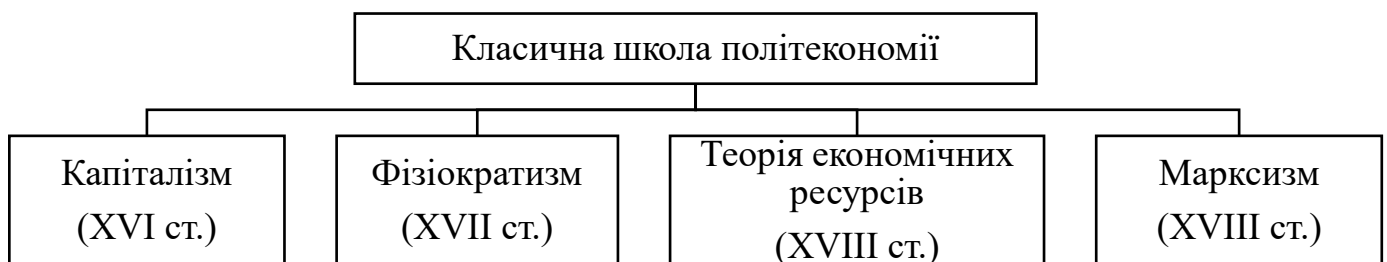 Класична школа політекономії
Капіталізм
(XVI ст.)
Фізіократизм
(XVII ст.)
Теорія економічних
ресурсів
(XVIII ст.)
Марксизм
(XVIII ст.)